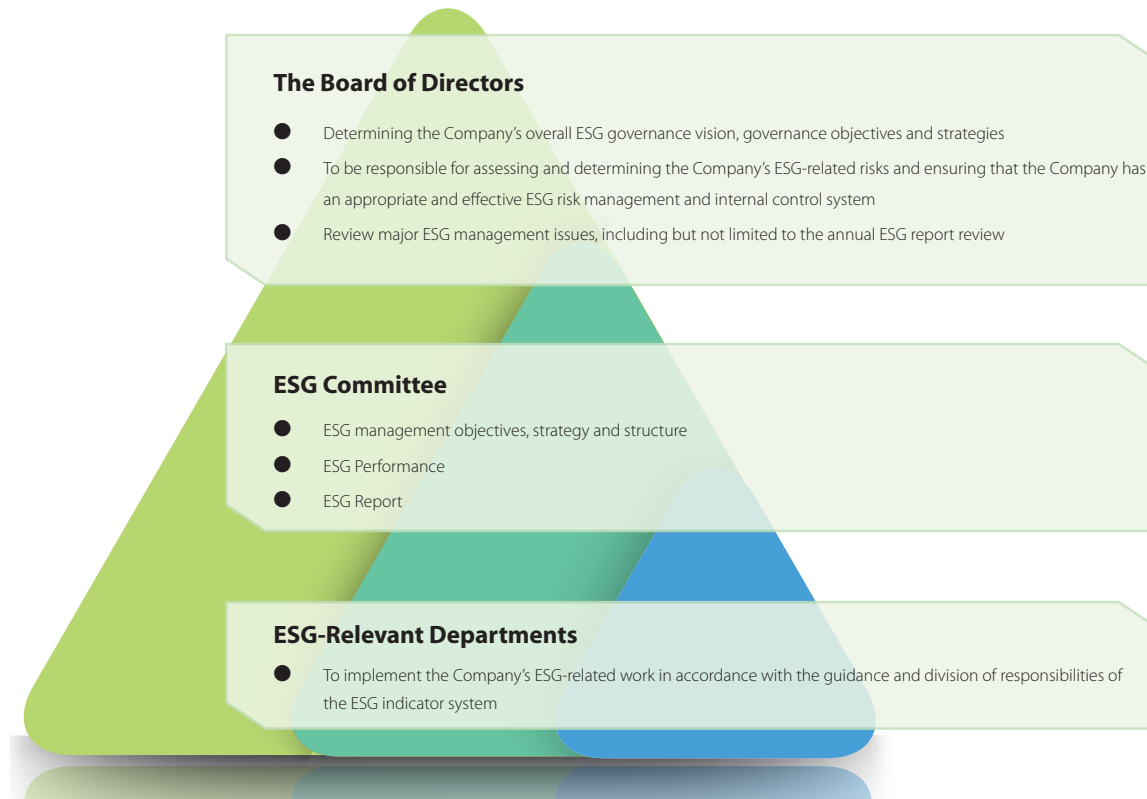 The Board of Directors
● Determining the Company's overall ESG governance vision, governance objectives and strategies
● To be responsible for assessing and determining the Company's ESG-related risks and ensuring that the Company has
an appropriate and effective ESG risk management and internal control system
● Review major ESG management issues, including but not limited to the annual ESG report review
ESG Committee
● ESG management objectives, strategy and structure
● ESG Performance
● ESG Report
ESG-Relevant Departments
● To implement the Company's ESG-related work in accordance with the guidance and division of responsibilities of
the ESG indicator system